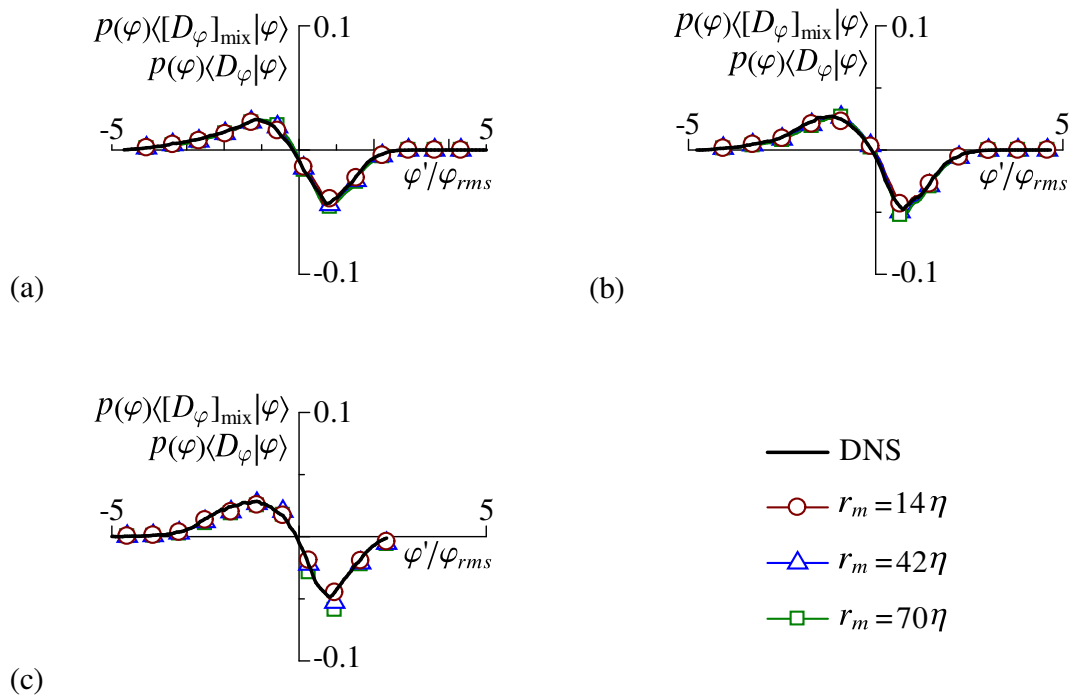 p(φ)⟨[D_φ]_mix|φ⟩ 0.1
p(φ)⟨D_φ|φ⟩
-5 5
φ'/φ_rms
-0.1
(a)
p(φ)⟨[D_φ]_mix|φ⟩ 0.1
p(φ)⟨D_φ|φ⟩
-5 5
φ'/φ_rms
-0.1
(b)
p(φ)⟨[D_φ]_mix|φ⟩ 0.1
p(φ)⟨D_φ|φ⟩
-5 5
φ'/φ_rms
-0.1
(c)
DNS
r_m=14η
r_m=42η
r_m=70η